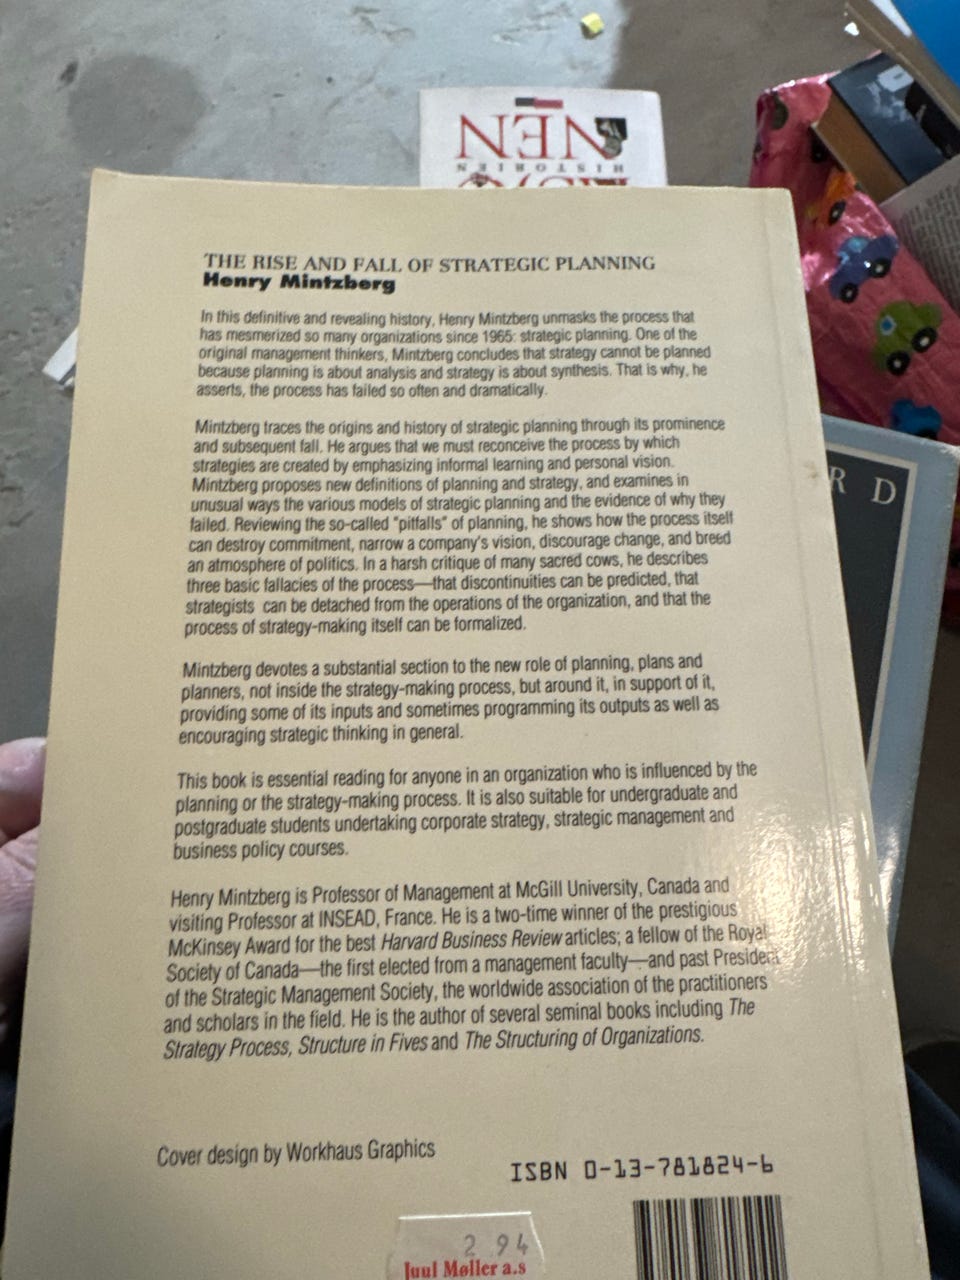 NEN
HISTORIES
THE RISE AND FALL OF STRATEGIC PLANNING
Henry Mintzberg
In this definitive and revealing history, Henry Mintzberg unmasks the process that
has mesmerized so many organizations since 1965: strategic planning. One of the
original management thinkers, Mintzberg concludes that strategy cannot be planned
because planning is about analysis and strategy is about synthesis. That is why, he
asserts, the process has failed so often and dramatically.
Mintzberg traces the origins and history of strategic planning through its prominence
and subsequent fall. He argues that we must reconceive the process by which
strategies are created by emphasizing informal learning and personal vision.
Mintzberg proposes new definitions of planning and strategy, and examines in
unusual ways the various models of strategic planning and the evidence of why they
failed. Reviewing the so-called "pitfalls" of planning, he shows how the process itself
can destroy commitment, narrow a company's vision, discourage change, and breed
an atmosphere of politics. In a harsh critique of many sacred cows, he describes
three basic fallacies of the process—that discontinuities can be predicted, that
strategists can be detached from the operations of the organization, and that the
process of strategy-making itself can be formalized.
Mintzberg devotes a substantial section to the new role of planning, plans and
planners, not inside the strategy-making process, but around it, in support of it,
providing some of its inputs and sometimes programming its outputs as well as
encouraging strategic thinking in general.
This book is essential reading for anyone in an organization who is influenced by the
planning or the strategy-making process. It is also suitable for undergraduate and
postgraduate students undertaking corporate strategy, strategic management and
business policy courses.
Henry Mintzberg is Professor of Management at McGill University, Canada and
visiting Professor at INSEAD, France. He is a two-time winner of the prestigious
McKinsey Award for the best Harvard Business Review articles; a fellow of the Royal
Society of Canada—the first elected from a management faculty—and past President
of the Strategic Management Society, the worldwide association of the practitioners
and scholars in the field. He is the author of several seminal books including The
Strategy Process, Structure in Fives and The Structuring of Organizations.
Cover design by Workhaus Graphics
ISBN 0-13-781824-6
2 94
Juul Møller a.s
R D